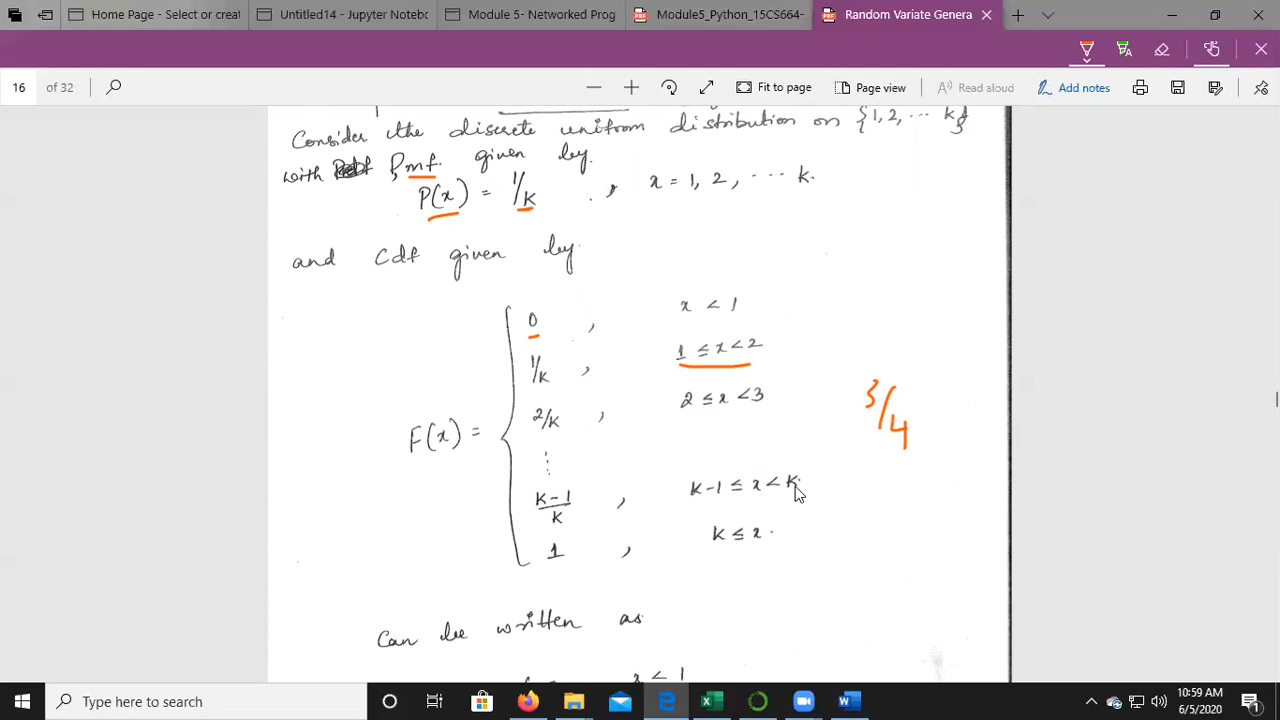 Home Page - Select or creat
Untitled14 - Jupyter Notebook
Module 5- Networked Prog
Module5_Python_15CS664-
Random Variate Genera
16 of 32
Fit to page
Page view
Read aloud
Add notes
Consider the discrete uniform distribution on {1, 2, ... k}
with Pmf. given by.
P(x) = 1/K , x = 1, 2, ... k.
and Cdf given by
0 , x < 1
1/K , 1 ≤ x < 2
2/K , 2 ≤ x < 3
3/4
F(x) =
⋮
K-1/K , K-1 ≤ x < K.
1 , K ≤ x.
Can be written as
x < 1
Type here to search
10:59 AM
6/5/2020